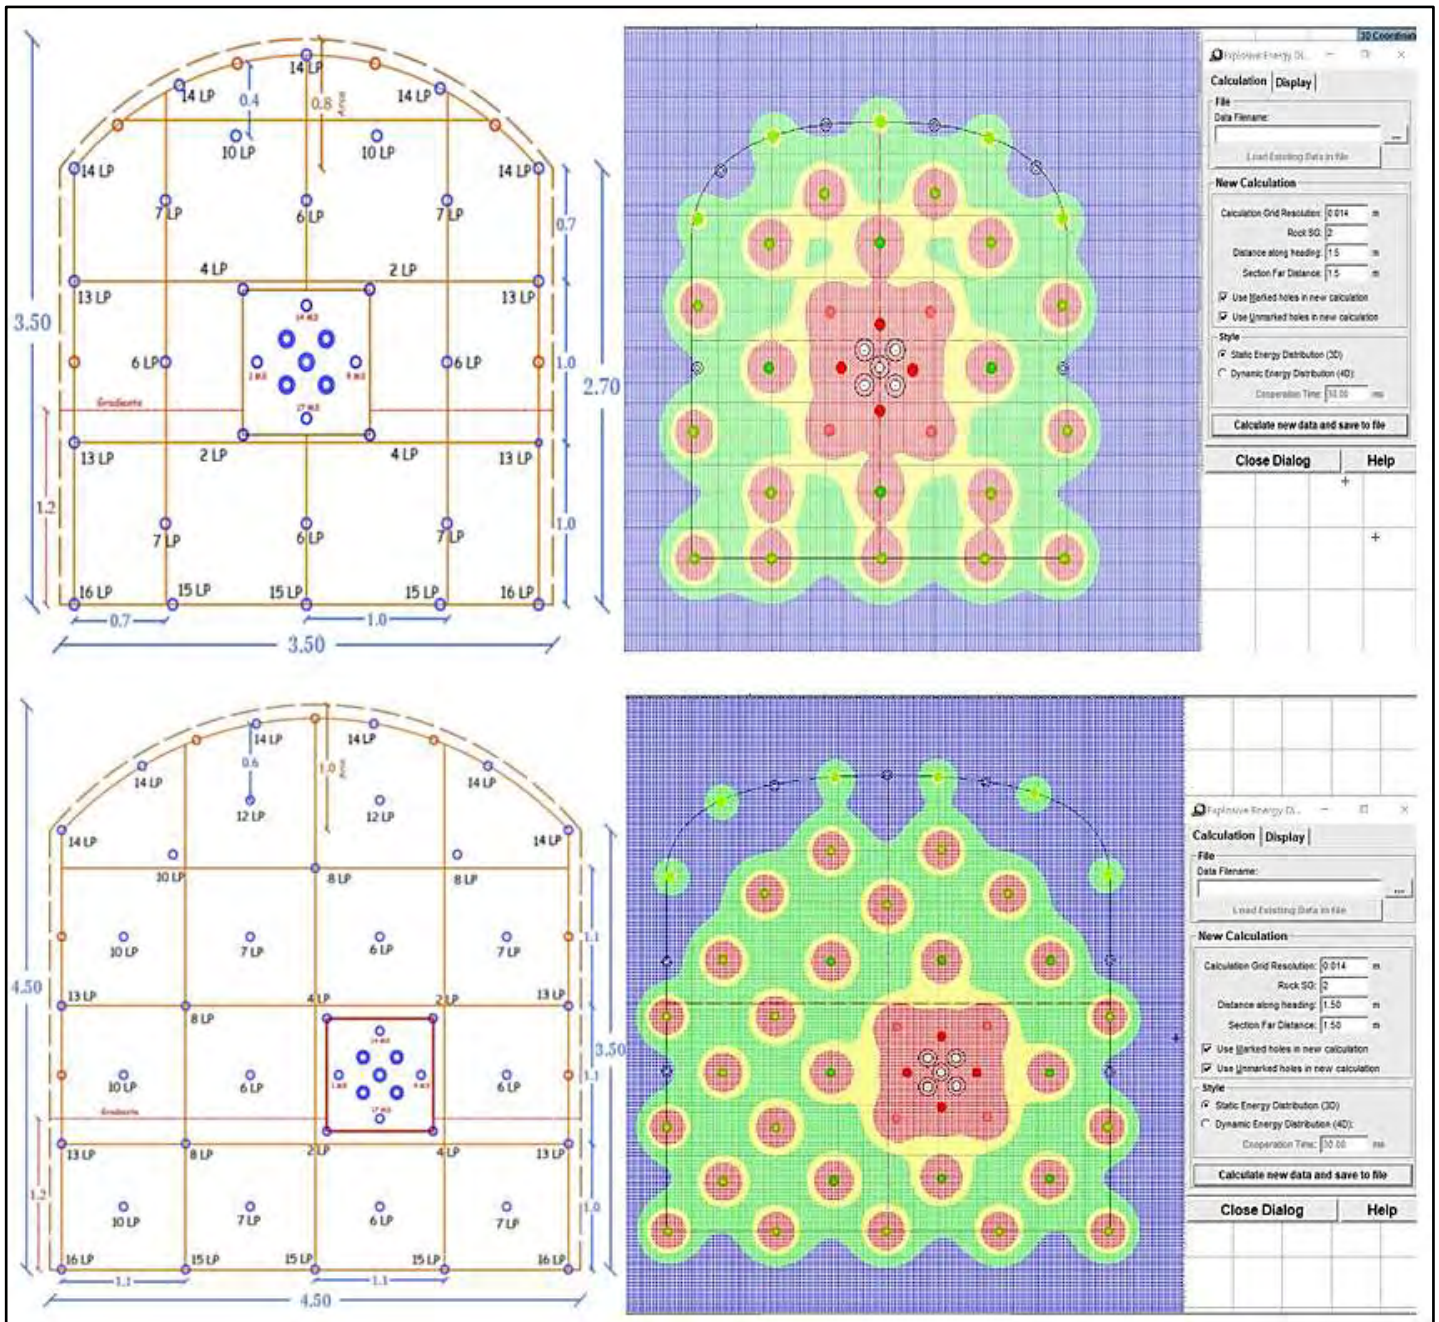 14 LP
14 LP
14 LP
0.4
0.8
Arco
10 LP
10 LP
14 LP
14 LP
7 LP
6 LP
7 LP
0.7
4 LP
2 LP
13 LP
13 LP
3.50
6 LP
6 LP
1.0
2.70
Gradiente
13 LP
2 LP
4 LP
13 LP
1.2
7 LP
6 LP
7 LP
1.0
16 LP
15 LP
15 LP
15 LP
16 LP
0.7
1.0
3.50
3D Coordinate
Explosive Energy Di...
Calculation
Display
File
Data Filename:
...
Load Existing Data in file
New Calculation
Calculation Grid Resolution: 0.014 m
Rock SG: 2
Distance along heading: 1.5 m
Section Far Distance: 1.5 m
Use Marked holes in new calculation
Use Unmarked holes in new calculation
Style
Static Energy Distribution (3D)
Dynamic Energy Distribution (4D):
Cooperation Time: 30.00 ms
Calculate new data and save to file
Close Dialog
Help
14 LP
14 LP
14 LP
0.6
1.0
Arco
14 LP
12 LP
12 LP
14 LP
14 LP
10 LP
8 LP
8 LP
10 LP
7 LP
6 LP
7 LP
1.1
4.50
13 LP
8 LP
4 LP
2 LP
13 LP
3.50
10 LP
6 LP
6 LP
1.1
Gradiente
13 LP
8 LP
2 LP
4 LP
13 LP
1.2
10 LP
7 LP
6 LP
7 LP
1.0
16 LP
15 LP
15 LP
15 LP
16 LP
1.1
1.1
4.50
Explosive Energy Di...
Calculation
Display
File
Data Filename:
...
Load Existing Data in file
New Calculation
Calculation Grid Resolution: 0.014 m
Rock SG: 2
Distance along heading: 1.50 m
Section Far Distance: 1.50 m
Use Marked holes in new calculation
Use Unmarked holes in new calculation
Style
Static Energy Distribution (3D)
Dynamic Energy Distribution (4D):
Cooperation Time: 30.00 ms
Calculate new data and save to file
Close Dialog
Help